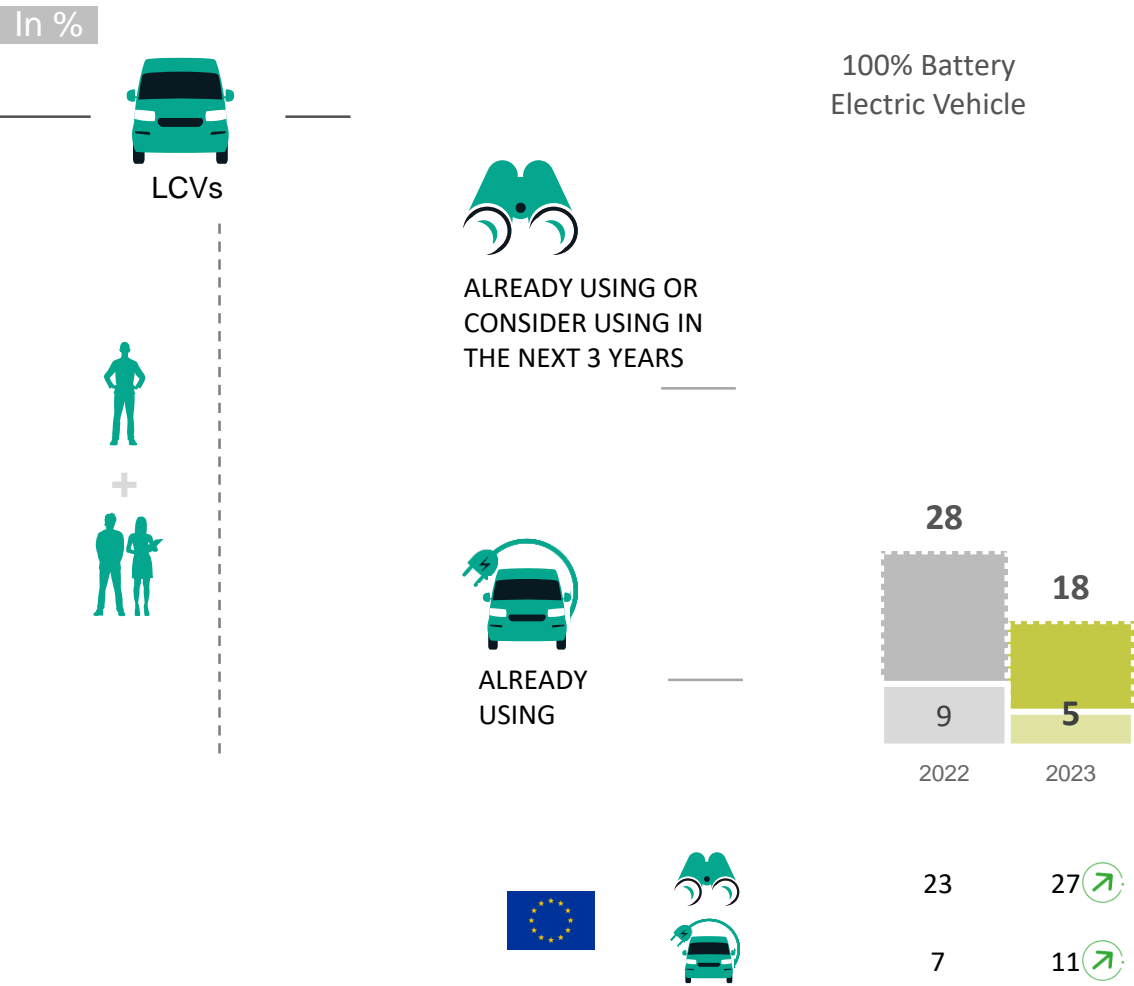 In %
100% Battery
Electric Vehicle
LCVs
ALREADY USING OR
CONSIDER USING IN
THE NEXT 3 YEARS
+
28
18
ALREADY
USING
9
5
2022
2023
23
27
7
11